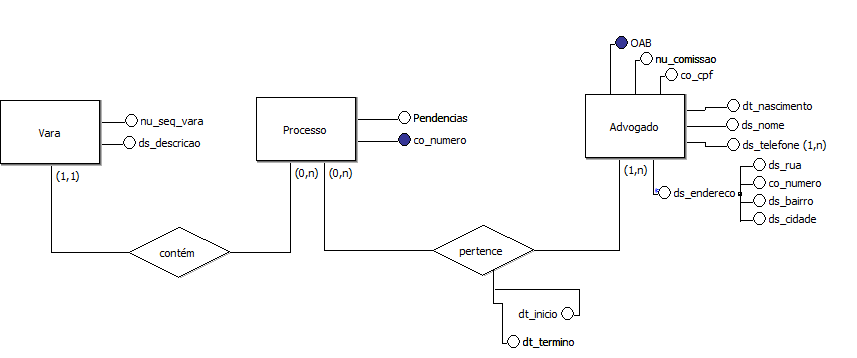 OAB
nu_comissao
co_cpf
Vara
nu_seq_vara
ds_descricao
(1,1)
Processo
Pendencias
co_numero
(0,n)
(0,n)
Advogado
dt_nascimento
ds_nome
ds_telefone (1,n)
(1,n)
ds_endereco
ds_rua
co_numero
ds_bairro
ds_cidade
contém
pertence
dt_inicio
dt_termino